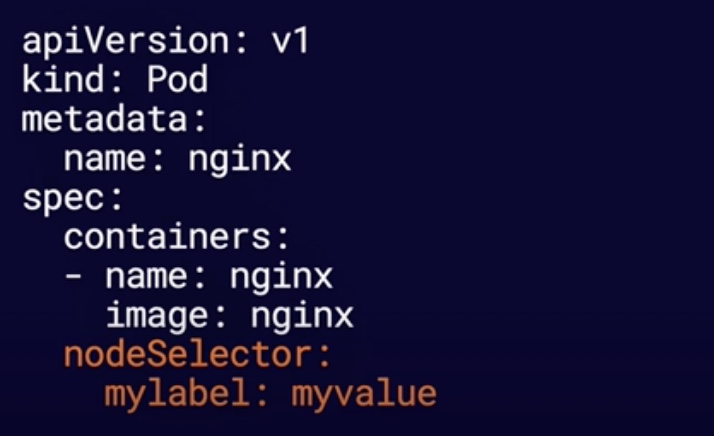 apiVersion: v1
kind: Pod
metadata:
  name: nginx
spec:
  containers:
  - name: nginx
    image: nginx
  nodeSelector:
    mylabel: myvalue